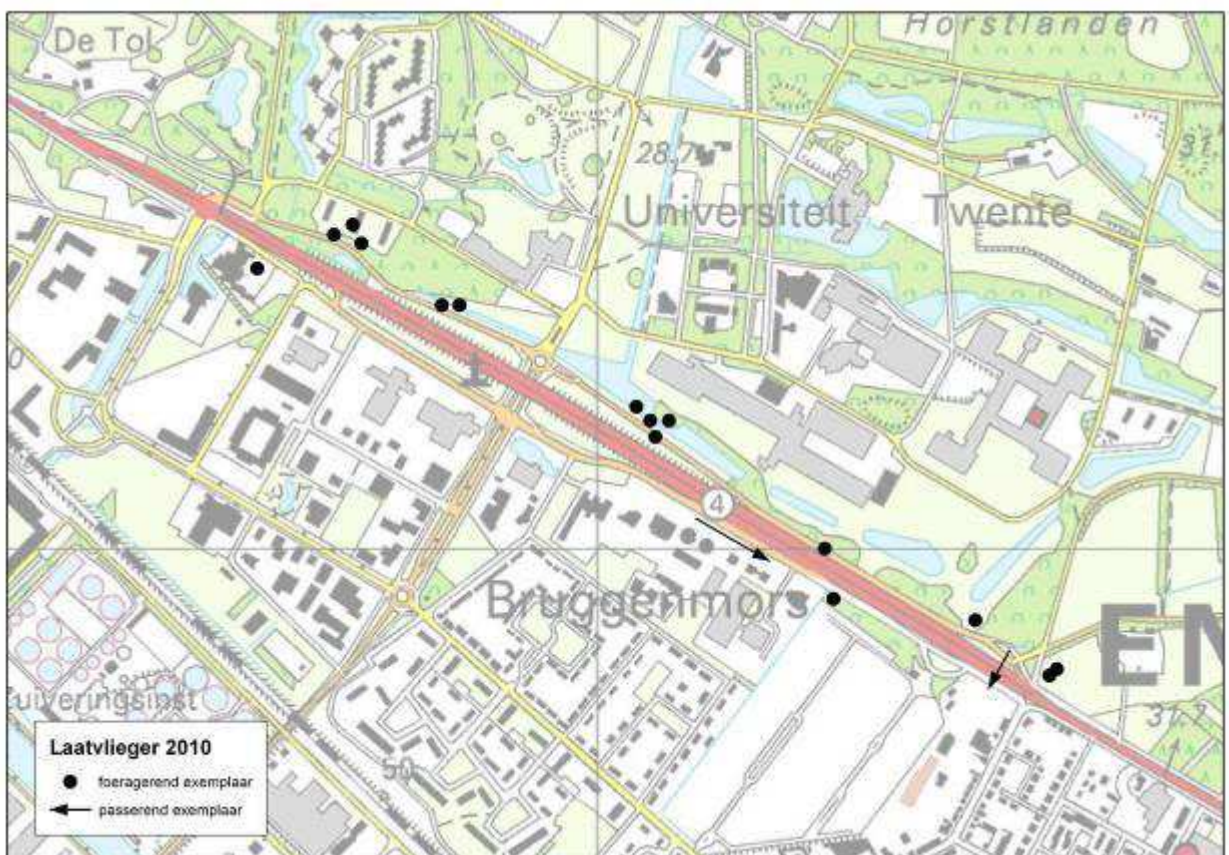 Horstlanden
De Tol
28.7
Universiteit Twente
1
4
Bruggenmors
EN
uiveringsinst
31.7
50
Laatvlieger 2010
foeragerend exemplaar
passerend exemplaar